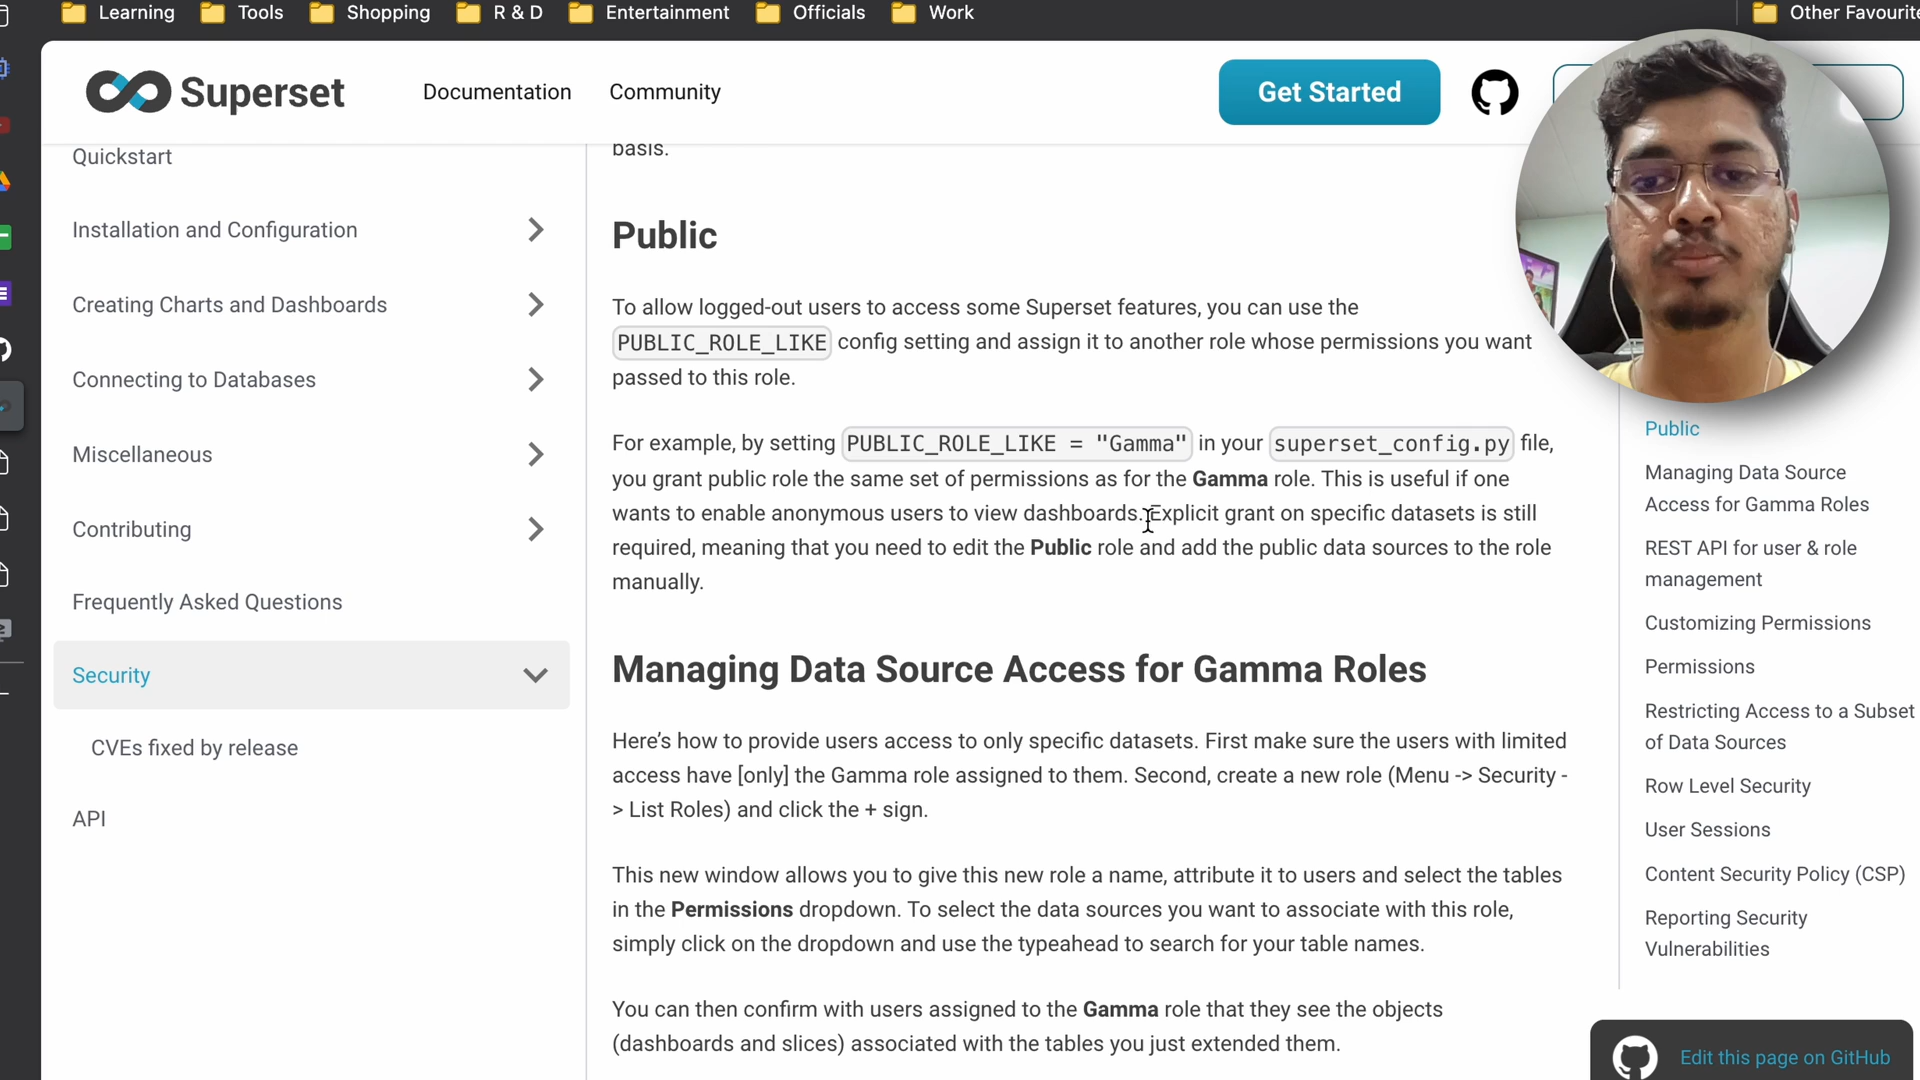 Learning Tools Shopping R & D Entertainment Officials Work Other Favourite
Superset Documentation Community Get Started
Quickstart
Installation and Configuration
Creating Charts and Dashboards
Connecting to Databases
Miscellaneous
Contributing
Frequently Asked Questions
Security
CVEs fixed by release
API
basis.
Public
To allow logged-out users to access some Superset features, you can use the
PUBLIC_ROLE_LIKE config setting and assign it to another role whose permissions you want
passed to this role.
For example, by setting PUBLIC_ROLE_LIKE = "Gamma" in your superset_config.py file,
you grant public role the same set of permissions as for the Gamma role. This is useful if one
wants to enable anonymous users to view dashboards. Explicit grant on specific datasets is still
required, meaning that you need to edit the Public role and add the public data sources to the role
manually.
Managing Data Source Access for Gamma Roles
Here’s how to provide users access to only specific datasets. First make sure the users with limited
access have [only] the Gamma role assigned to them. Second, create a new role (Menu -> Security -
> List Roles) and click the + sign.
This new window allows you to give this new role a name, attribute it to users and select the tables
in the Permissions dropdown. To select the data sources you want to associate with this role,
simply click on the dropdown and use the typeahead to search for your table names.
You can then confirm with users assigned to the Gamma role that they see the objects
(dashboards and slices) associated with the tables you just extended them.
Public
Managing Data Source
Access for Gamma Roles
REST API for user & role
management
Customizing Permissions
Permissions
Restricting Access to a Subset
of Data Sources
Row Level Security
User Sessions
Content Security Policy (CSP)
Reporting Security
Vulnerabilities
Edit this page on GitHub